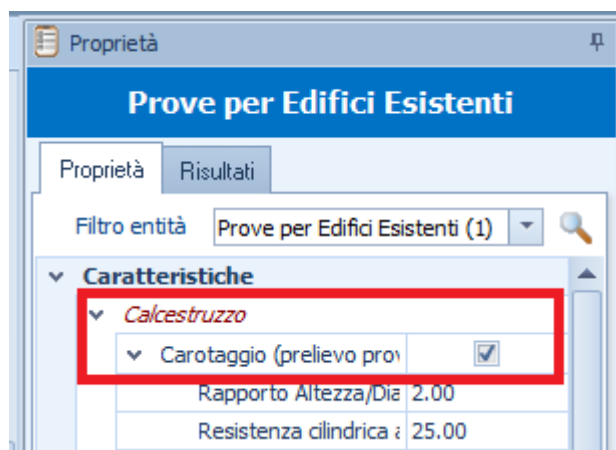 Proprietà
Prove per Edifici Esistenti
Proprietà Risultati
Filtro entità Prove per Edifici Esistenti (1)
Caratteristiche
Calcestruzzo
Carotaggio (prelievo prov
Rapporto Altezza/Dia 2.00
Resistenza cilindrica a 25.00